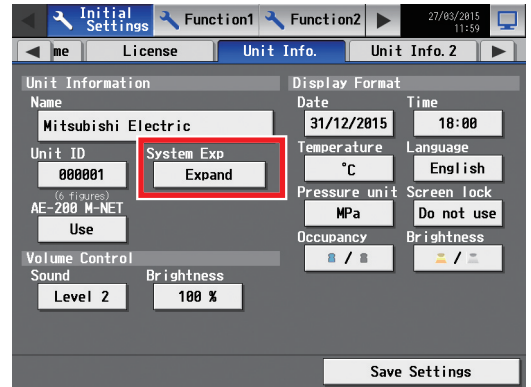 Initial Settings
Function1
Function2
27/03/2015
11:59
me
License
Unit Info.
Unit Info. 2
Unit Information
Name
Mitsubishi Electric
Unit ID
000001
(6 figures)
System Exp
Expand
AE-200 M-NET
Use
Volume Control
Sound
Level 2
Brightness
100 %
Display Format
Date
31/12/2015
Time
18:00
Temperature
°C
Language
English
Pressure unit
MPa
Screen lock
Do not use
Occupancy
/
Brightness
/
Save Settings